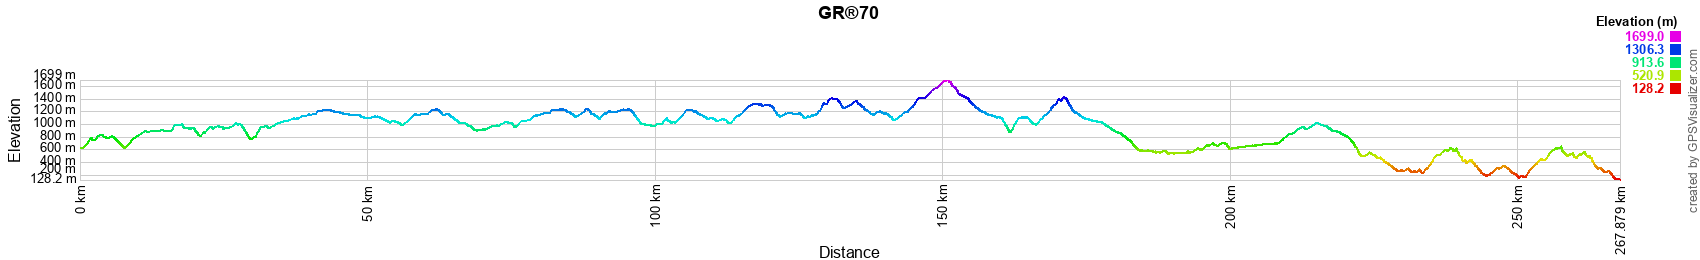 GR®70
Elevation (m)
1699.0
1306.3
913.6
520.9
128.2
Elevation
1699 m
1600 m
1400 m
1200 m
1000 m
800 m
600 m
400 m
200 m
128.2 m
0 km
50 km
100 km
150 km
200 km
250 km
267.879 km
Distance
created by GPSVisualizer.com